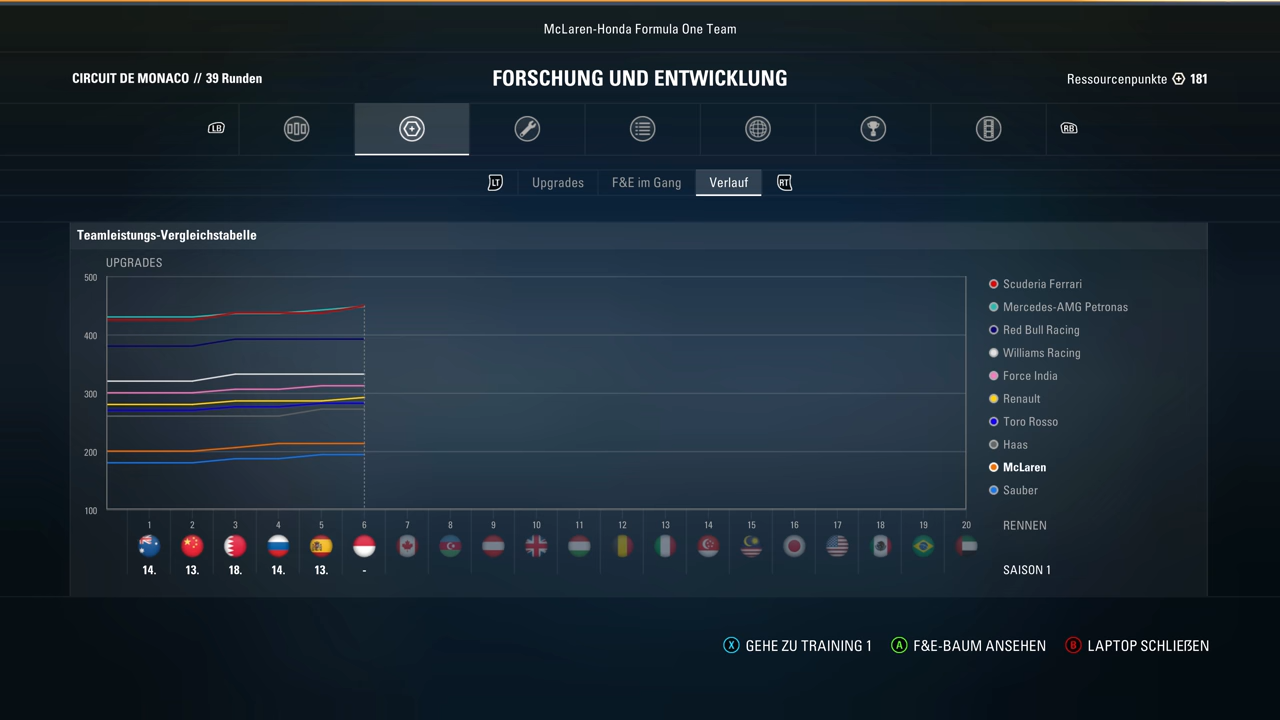 McLaren-Honda Formula One Team
CIRCUIT DE MONACO // 39 Runden
FORSCHUNG UND ENTWICKLUNG
Ressourcenpunkte 181
LB
RB
LT
Upgrades
F&E im Gang
Verlauf
RT
Teamleistungs-Vergleichstabelle
UPGRADES
500
400
300
200
100
Scuderia Ferrari
Mercedes-AMG Petronas
Red Bull Racing
Williams Racing
Force India
Renault
Toro Rosso
Haas
McLaren
Sauber
1 2 3 4 5 6 7 8 9 10 11 12 13 14 15 16 17 18 19 20
RENNEN
14. 13. 18. 14. 13. -
SAISON 1
X GEHE ZU TRAINING 1
A F&E-BAUM ANSEHEN
B LAPTOP SCHLIEẞEN